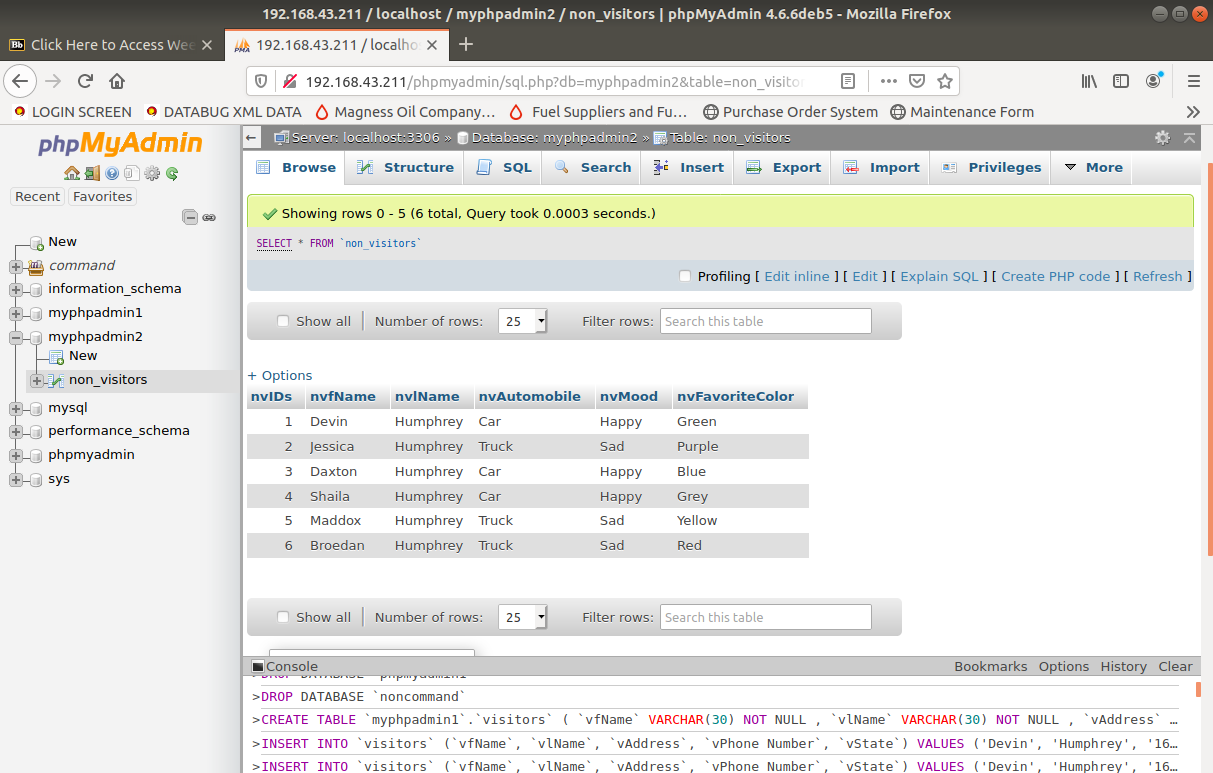 192.168.43.211 / localhost / myphpadmin2 / non_visitors | phpMyAdmin 4.6.6deb5 - Mozilla Firefox
Bb Click Here to Access Wee
PMA 192.168.43.211 / localhos
192.168.43.211/phpmyadmin/sql.php?db=myphpadmin2&table=non_visitor
LOGIN SCREEN DATABUG XML DATA Magness Oil Company... Fuel Suppliers and Fu... Purchase Order System Maintenance Form
phpMyAdmin
Recent Favorites
New
command
information_schema
myphpadmin1
myphpadmin2
New
non_visitors
mysql
performance_schema
phpmyadmin
sys
Server: localhost:3306 » Database: myphpadmin2 » Table: non_visitors
Browse Structure SQL Search Insert Export Import Privileges More
Showing rows 0 - 5 (6 total, Query took 0.0003 seconds.)
SELECT * FROM `non_visitors`
Profiling [ Edit inline ] [ Edit ] [ Explain SQL ] [ Create PHP code ] [ Refresh ]
Show all Number of rows: 25 Filter rows: Search this table
+ Options
nvIDs nvfName nvlName nvAutomobile nvMood nvFavoriteColor
1 Devin Humphrey Car Happy Green
2 Jessica Humphrey Truck Sad Purple
3 Daxton Humphrey Car Happy Blue
4 Shaila Humphrey Car Happy Grey
5 Maddox Humphrey Truck Sad Yellow
6 Broedan Humphrey Truck Sad Red
Show all Number of rows: 25 Filter rows: Search this table
Console Bookmarks Options History Clear
>DROP DATABASE `phpmyadmin1`
>DROP DATABASE `noncommand`
>CREATE TABLE `myphpadmin1`.`visitors` ( `vfName` VARCHAR(30) NOT NULL , `vlName` VARCHAR(30) NOT NULL , `vAddress` …
>INSERT INTO `visitors` (`vfName`, `vlName`, `vAddress`, `vPhone Number`, `vState`) VALUES ('Devin', 'Humphrey', '16...
>INSERT INTO `visitors` (`vfName`, `vlName`, `vAddress`, `vPhone Number`, `vState`) VALUES ('Devin', 'Humphrey', '16...